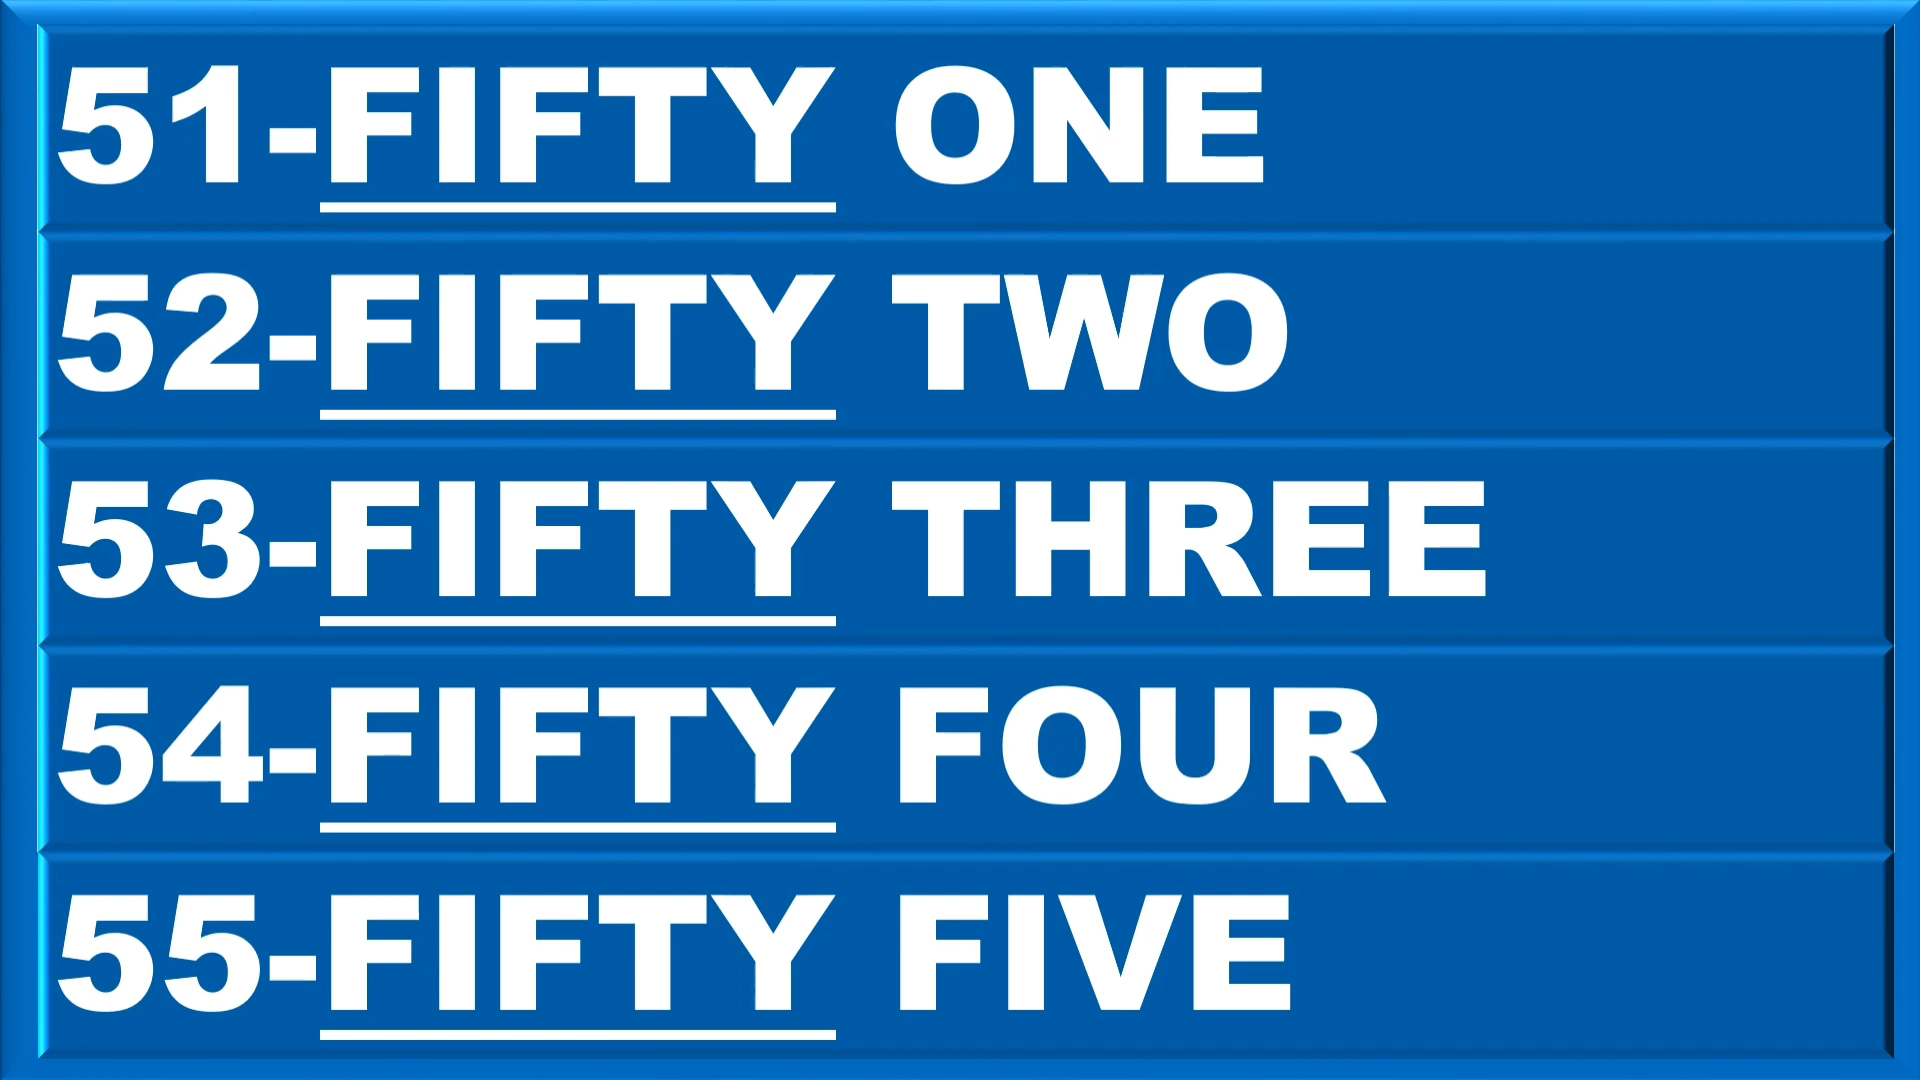 51-FIFTY ONE
52-FIFTY TWO
53-FIFTY THREE
54-FIFTY FOUR
55-FIFTY FIVE